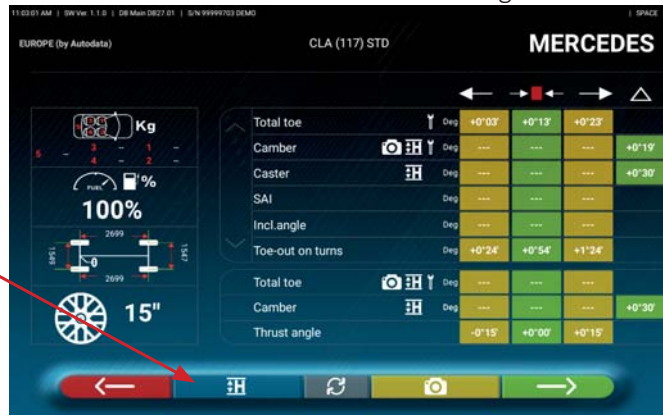 11:03:01 AM | SW Ver: 1.1.0 | DB Main DB27.01 | S/N 99999703 DEMO | SPACE
EUROPE (by Autodata) CLA (117) STD MERCEDES
Kg
5 - 3 - 1 -
- 4 - 2 -
FUEL %
100%
2699
1549 0 1547
2699
15"
Total toe Deg +0°03' +0°13' +0°23'
Camber Deg --- --- --- +0°19'
Caster Deg --- --- --- +0°30'
SAI Deg --- --- ---
Incl.angle Deg --- --- ---
Toe-out on turns Deg +0°24' +0°54' +1°24'
Total toe Deg --- --- ---
Camber Deg --- --- --- +0°30'
Thrust angle Deg -0°15' +0°00' +0°15'